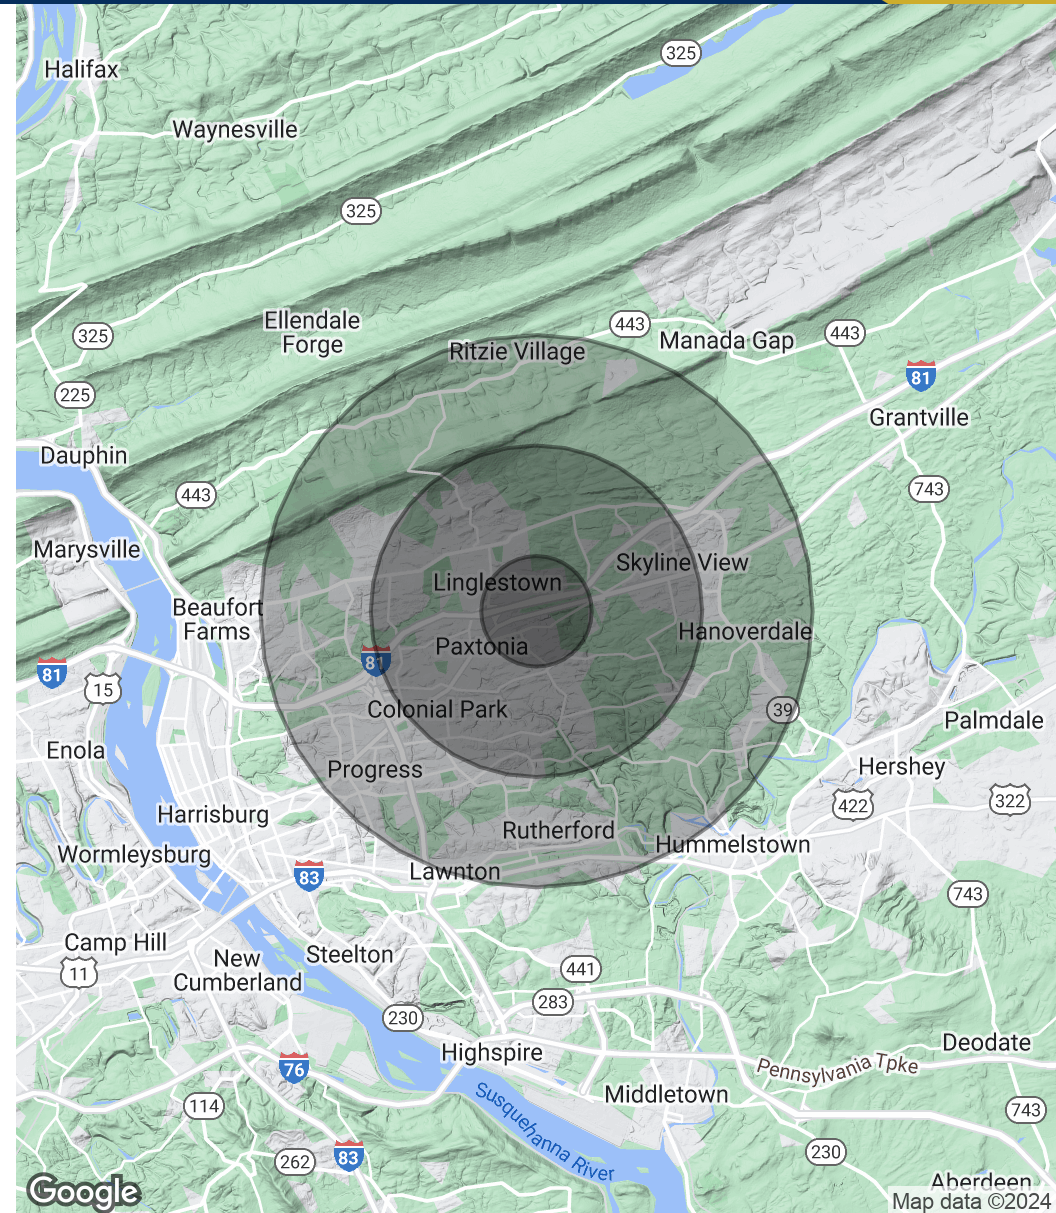 325
Halifax
Waynesville
325
Ellendale
Forge
443
325
Manada Gap
443
Ritzie Village
81
225
Grantville
Dauphin
743
443
Marysville
Skyline View
Linglestown
Beaufort
Farms
Hanoverdale
Paxtonia
81
81
15
Colonial Park
39
Palmdale
Enola
Progress
Hershey
422
322
Harrisburg
Rutherford
Hummelstown
Wormleysburg
Lawnton
83
743
Camp Hill
Steelton
New
Cumberland
11
441
283
230
Deodate
Highspire
Pennsylvania Tpke
76
Middletown
Susquehanna River
114
743
230
83
262
Aberdeen
Google
Map data ©2024